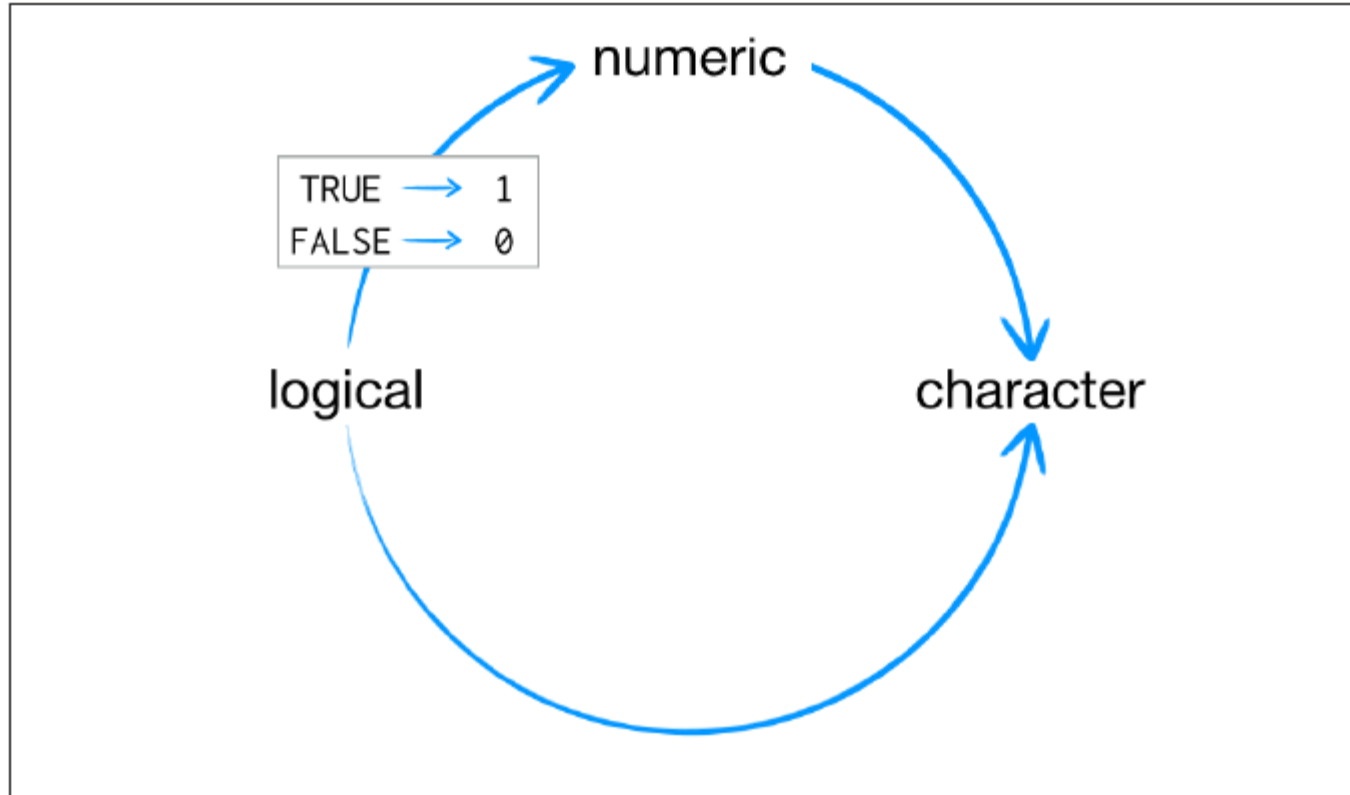 numeric
TRUE → 1
FALSE → 0
logical
character